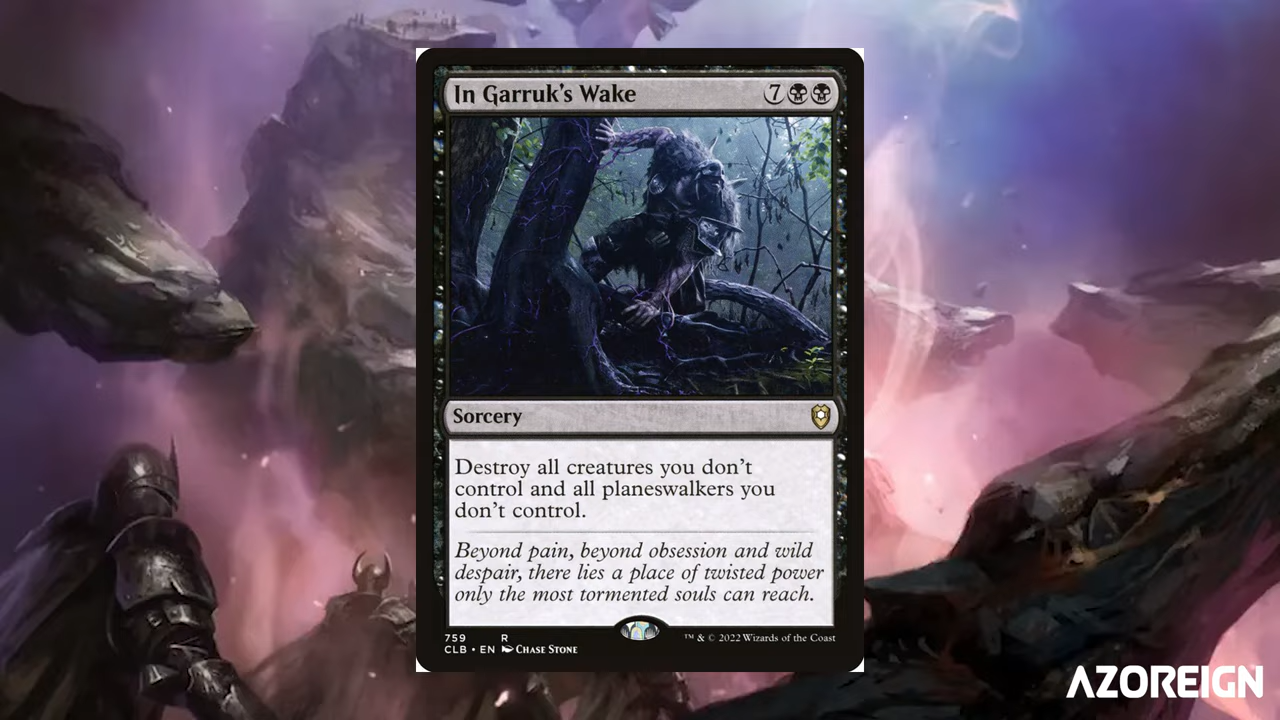 In Garruk's Wake 7
Sorcery
Destroy all creatures you don't
control and all planeswalkers you
don't control.
Beyond pain, beyond obsession and wild
despair, there lies a place of twisted power
only the most tormented souls can reach.
759 R
CLB • EN Chase Stone
™ & © 2022 Wizards of the Coast
AZOREIGN